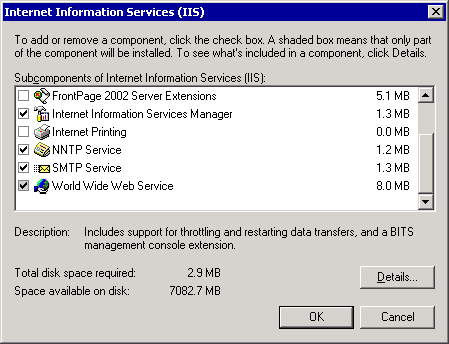 Internet Information Services (IIS)
To add or remove a component, click the check box. A shaded box means that only part
of the component will be installed. To see what's included in a component, click Details.
Subcomponents of Internet Information Services (IIS):
FrontPage 2002 Server Extensions 5.1 MB
Internet Information Services Manager 1.3 MB
Internet Printing 0.0 MB
NNTP Service 1.2 MB
SMTP Service 1.3 MB
World Wide Web Service 8.0 MB
Description: Includes support for throttling and restarting data transfers, and a BITS
management console extension.
Total disk space required: 2.9 MB
Space available on disk: 7082.7 MB
Details...
OK Cancel